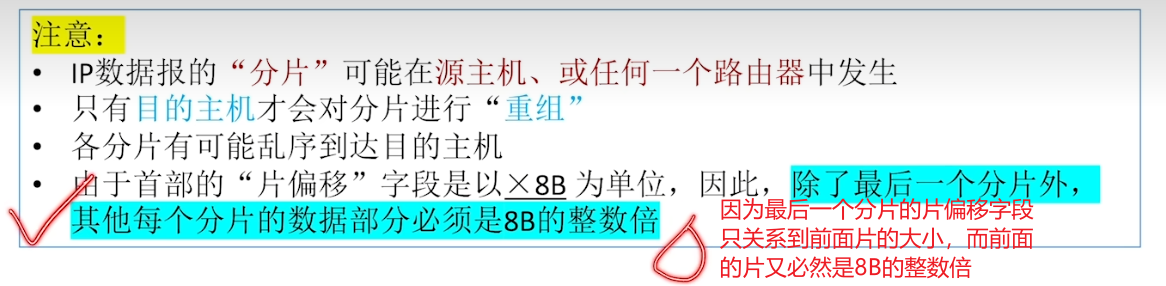 注意：
• IP数据报的“分片”可能在源主机、或任何一个路由器中发生
• 只有目的主机才会对分片进行“重组”
• 各分片有可能乱序到达目的主机
• 由于首部的“片偏移”字段是以×8B 为单位，因此，除了最后一个分片外，
其他每个分片的数据部分必须是8B的整数倍
因为最后一个分片的片偏移字段
只关系到前面片的大小，而前面
的片又必然是8B的整数倍